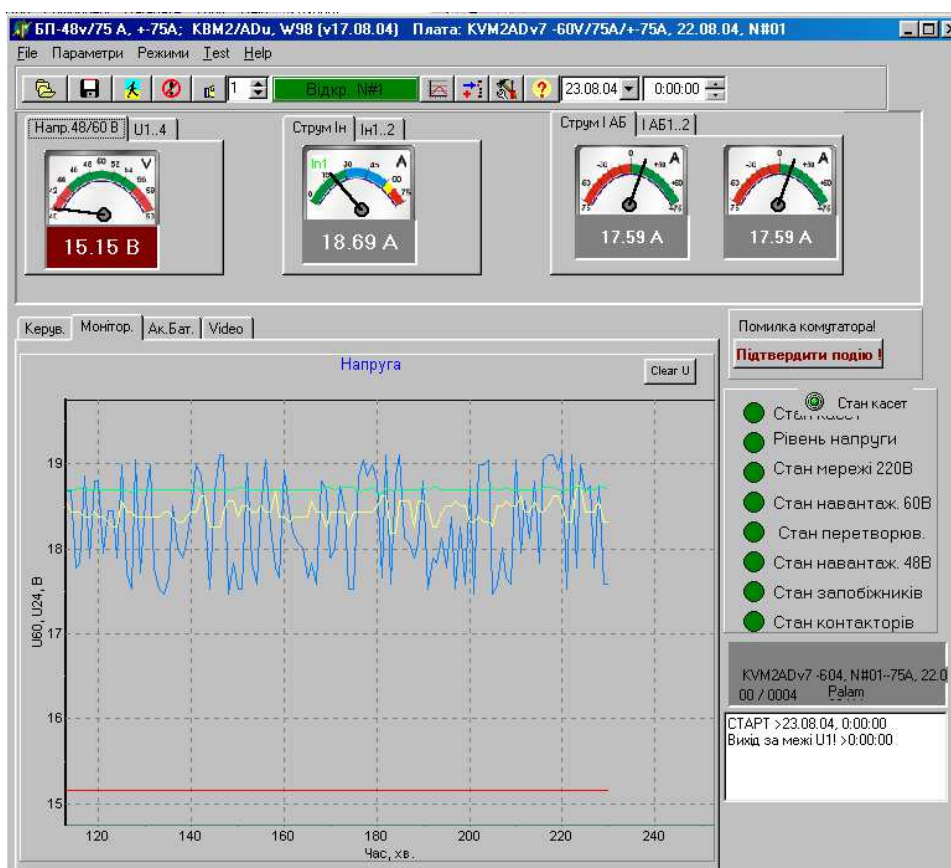 БП-48v/75 A, +-75A; КВМ2/ADu, W98 (v17.08.04) Плата: KVM2ADv7 -60V/75A/+-75A, 22.08.04, N#01
File Параметри Режими Test Help
1 Відкр. N#1 23.08.04 0:00:00
Напр.48/60 В U1..4
Струм Ін Ін1..2
Струм І АБ І АБ1..2
15.15 В
18.69 А
17.59 А
17.59 А
Керув. Монітор. Ак.Бат. Video
Помилка комутатора!
Підтвердити подію !
Напруга
Clear U
U60, U24, В
19
18
17
16
15
120 140 160 180 200 220 240
Час, хв.
Стан касет
Стан касет
Рівень напруги
Стан мережі 220В
Стан навантаж. 60В
Стан перетворюв.
Стан навантаж. 48В
Стан запобіжників
Стан контакторів
KVM2ADv7 -604, N#01--75A, 22.0
00 / 0004 Palam
СТАРТ >23.08.04, 0:00:00
Вихід за межі U1! >0:00:00